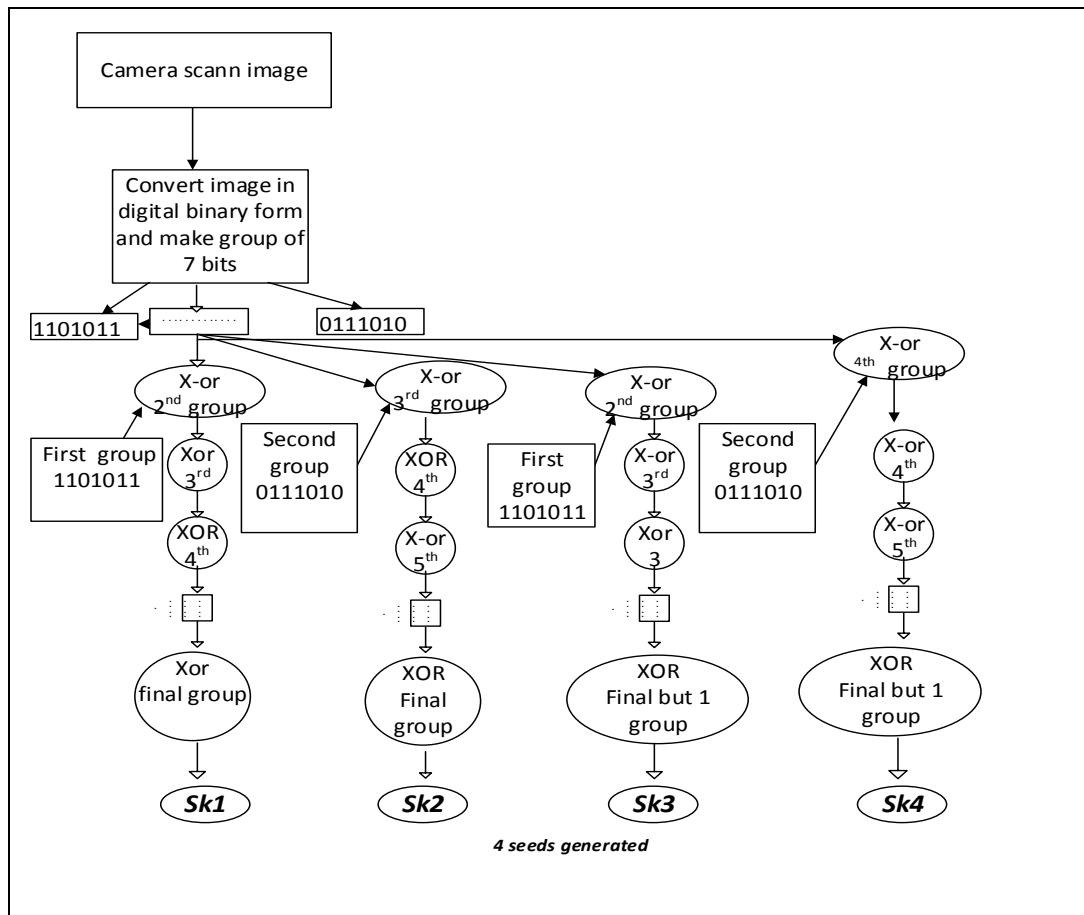 Camera scann image
Convert image in
digital binary form
and make group of
7 bits
1101011
0111010
X-or
2nd group
First group
1101011
Xor
3rd
XOR
4th
Xor
final group
Sk1
X-or
3rd group
Second
group
0111010
XOR
4th
X-or
5th
XOR
Final
group
Sk2
X-or
2nd group
First
group
1101011
X-or
3rd
Xor
3
XOR
Final but 1
group
Sk3
X-or
4th group
Second
group
0111010
X-or
4th
X-or
5th
XOR
Final but 1
group
Sk4
4 seeds generated